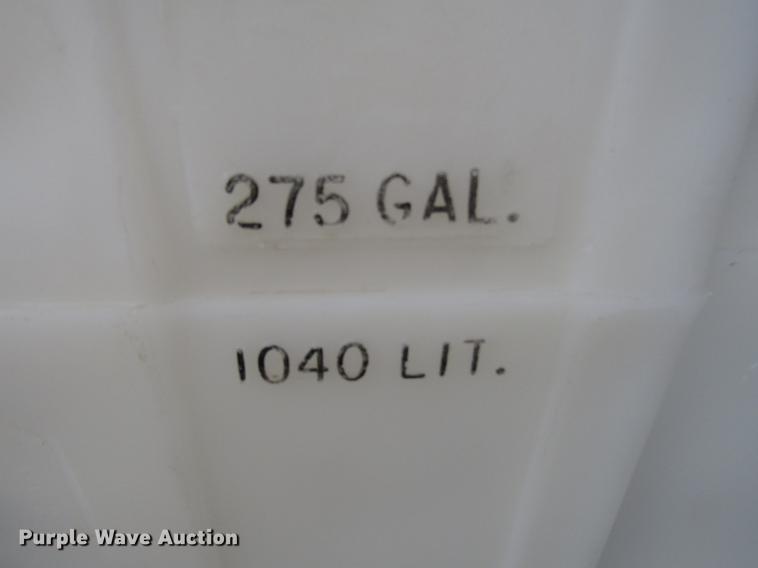 275 GAL.
1040 LIT.
Purple Wave Auction